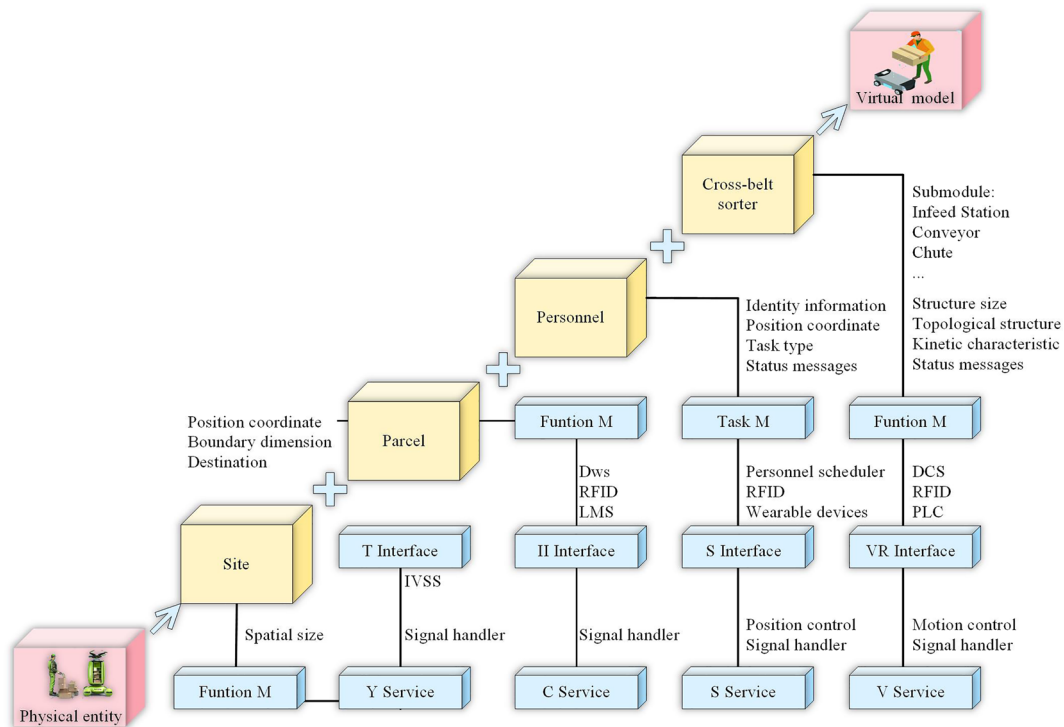 Virtual model
Cross-belt
sorter
Submodule:
Infeed Station
Conveyor
Chute
...
Structure size
Topological structure
Kinetic characteristic
Status messages
Personnel
Identity information
Position coordinate
Task type
Status messages
Position coordinate
Boundary dimension
Destination
Parcel
Funtion M
Task M
Funtion M
Dws
RFID
LMS
Personnel scheduler
RFID
Wearable devices
DCS
RFID
PLC
Site
T Interface
II Interface
S Interface
VR Interface
IVSS
Spatial size
Signal handler
Signal handler
Position control
Signal handler
Motion control
Signal handler
Physical entity
Funtion M
Y Service
C Service
S Service
V Service